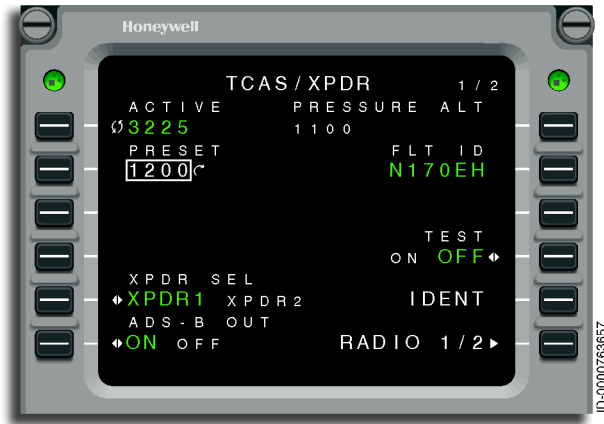 Honeywell
TCAS/XPDR 1/2
ACTIVE PRESSURE ALT
3225 1100
PRESET FLT ID
1200 N170EH
TEST
ON OFF
XPDR SEL
XPDR1 XPDR2 IDENT
ADS-B OUT
ON OFF RADIO 1/2
ID-0000763657